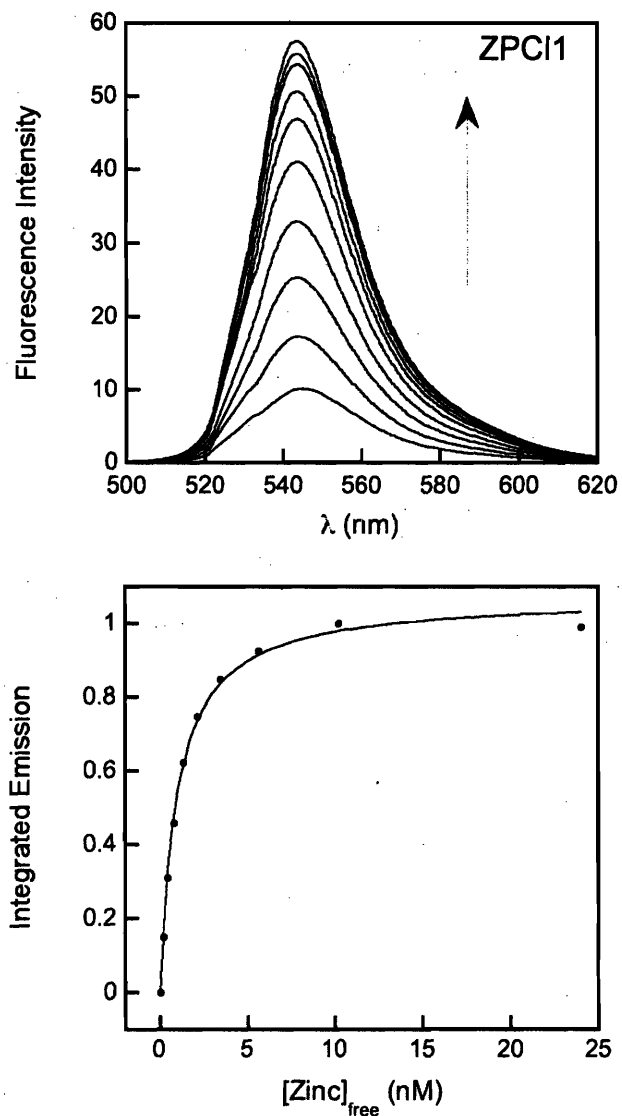 60
50
40
30
20
10
0
Fluorescence Intensity
ZPCl1
500 520 540 560 580 600 620
λ (nm)
1
0.8
0.6
0.4
0.2
0
Integrated Emission
0 5 10 15 20 25
[Zinc]free (nM)